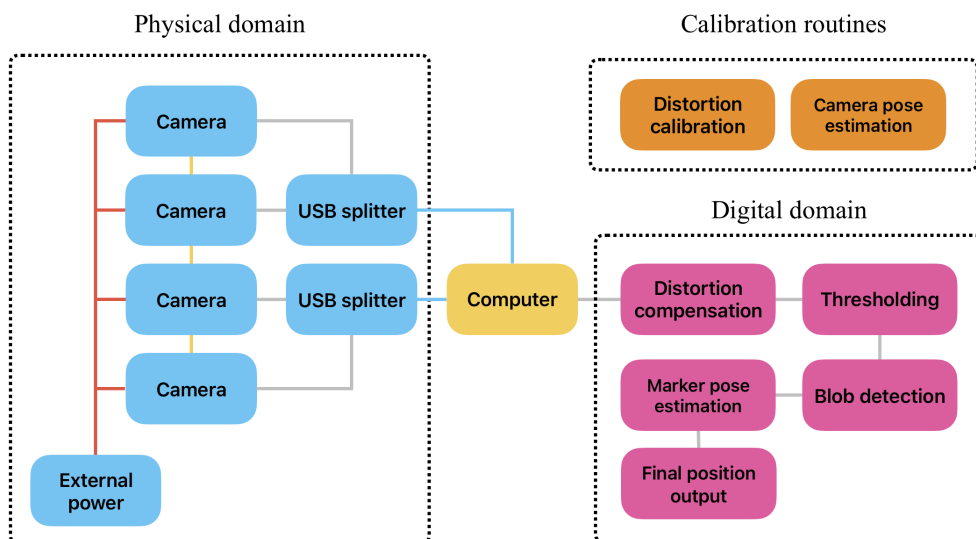 Physical domain
Camera
Camera
USB splitter
Camera
USB splitter
Camera
External
power
Computer
Calibration routines
Distortion
calibration
Camera pose
estimation
Digital domain
Distortion
compensation
Thresholding
Marker pose
estimation
Blob detection
Final position
output